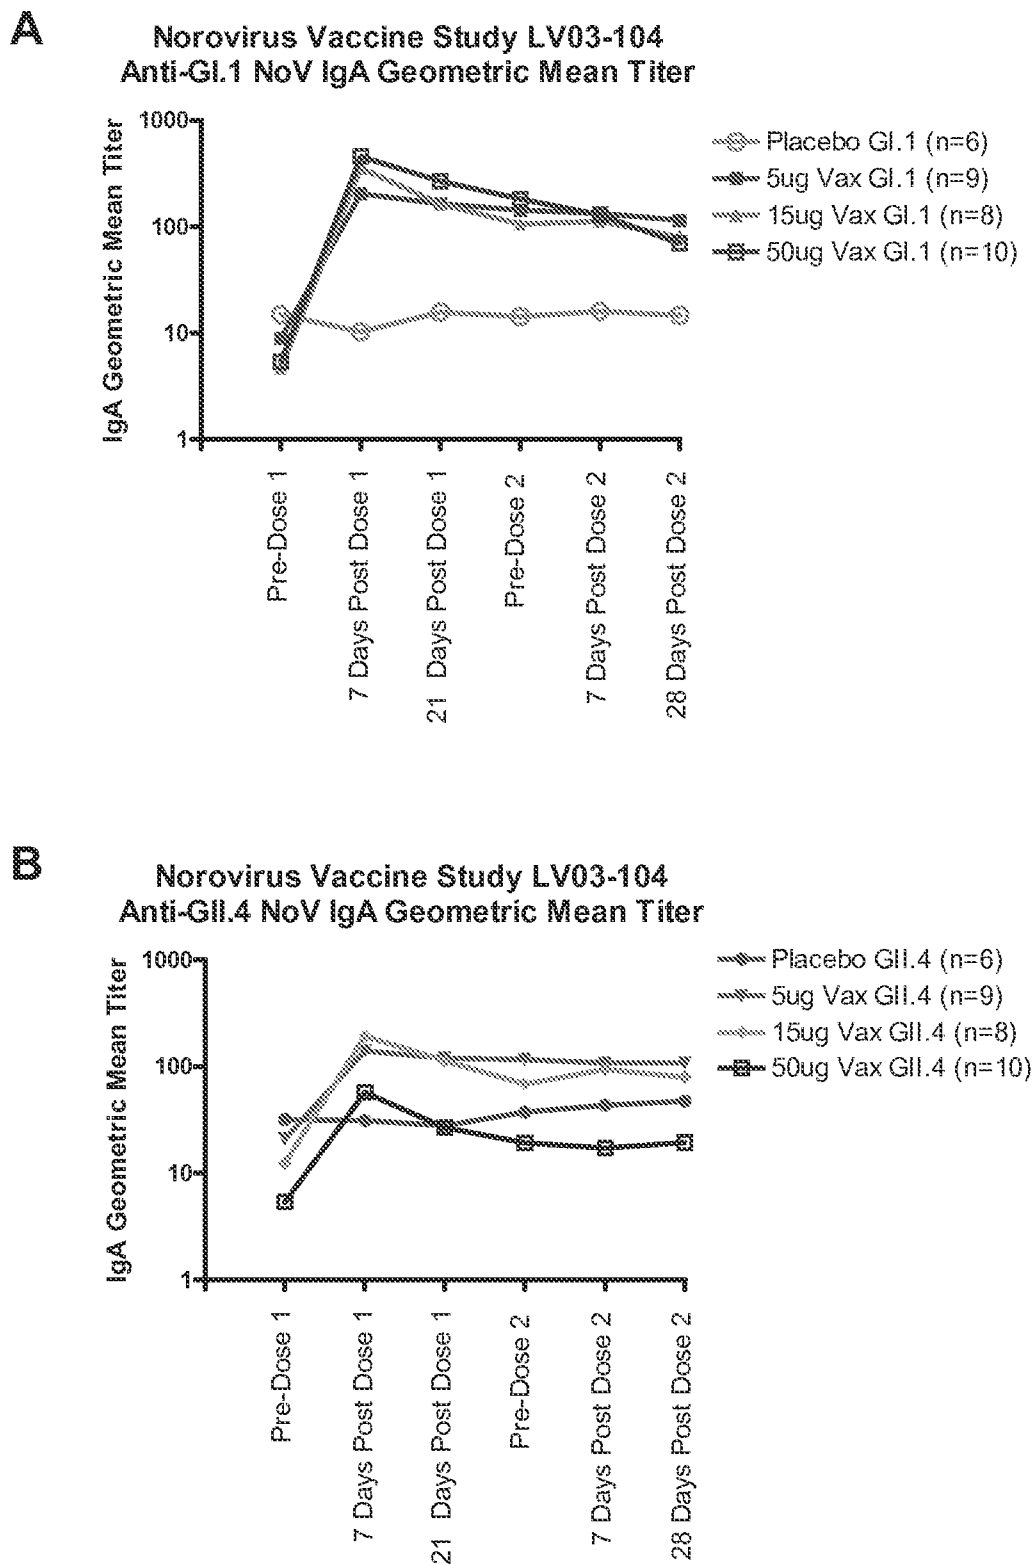 A
Norovirus Vaccine Study LV03-104
Anti-GI.1 NoV IgA Geometric Mean Titer
IgA Geometric Mean Titer
1000
100
10
1
Placebo GI.1 (n=6)
5ug Vax GI.1 (n=9)
15ug Vax GI.1 (n=8)
50ug Vax GI.1 (n=10)
Pre-Dose 1
7 Days Post Dose 1
21 Days Post Dose 1
Pre-Dose 2
7 Days Post Dose 2
28 Days Post Dose 2
B
Norovirus Vaccine Study LV03-104
Anti-GII.4 NoV IgA Geometric Mean Titer
IgA Geometric Mean Titer
1000
100
10
1
Placebo GII.4 (n=6)
5ug Vax GII.4 (n=9)
15ug Vax GII.4 (n=8)
50ug Vax GII.4 (n=10)
Pre-Dose 1
7 Days Post Dose 1
21 Days Post Dose 1
Pre-Dose 2
7 Days Post Dose 2
28 Days Post Dose 2